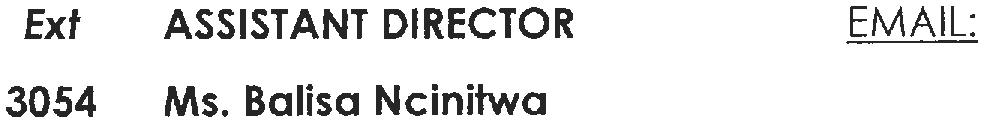 Ext ASSISTANT DIRECTOR EMAIL:
3054 Ms. Balisa Ncinitwa